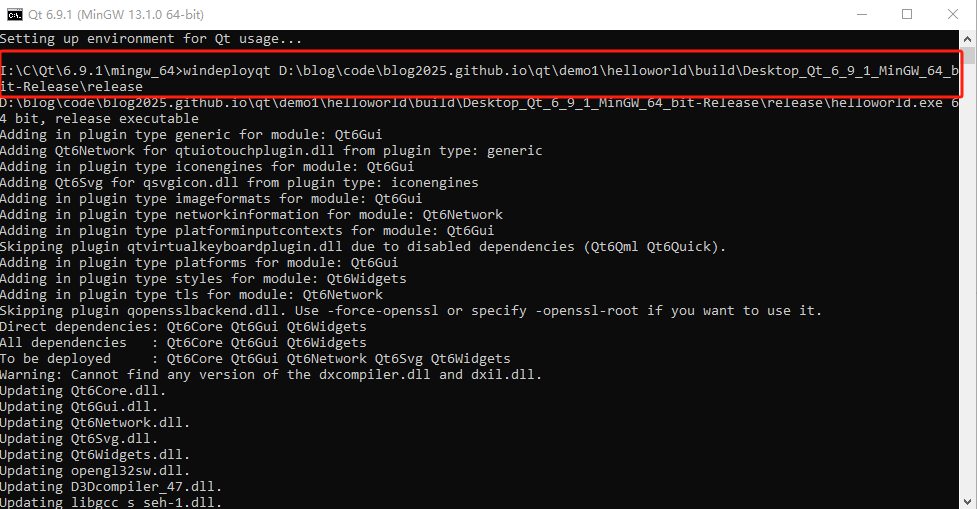 Qt 6.9.1 (MinGW 13.1.0 64-bit)
Setting up environment for Qt usage...
I:\C\Qt\6.9.1\mingw_64>windeployqt D:\blog\code\blog2025.github.io\qt\demo1\helloworld\build\Desktop_Qt_6_9_1_MinGW_64_b
it-Release\release
D:\blog\code\blog2025.github.io\qt\demo1\helloworld\build\Desktop_Qt_6_9_1_MinGW_64_bit-Release\release\helloworld.exe 6
4 bit, release executable
Adding in plugin type generic for module: Qt6Gui
Adding Qt6Network for qtuiotouchplugin.dll from plugin type: generic
Adding in plugin type iconengines for module: Qt6Gui
Adding Qt6Svg for qsvgicon.dll from plugin type: iconengines
Adding in plugin type imageformats for module: Qt6Gui
Adding in plugin type networkinformation for module: Qt6Network
Adding in plugin type platforminputcontexts for module: Qt6Gui
Skipping plugin qtvirtualkeyboardplugin.dll due to disabled dependencies (Qt6Qml Qt6Quick).
Adding in plugin type platforms for module: Qt6Gui
Adding in plugin type styles for module: Qt6Widgets
Adding in plugin type tls for module: Qt6Network
Skipping plugin qopensslbackend.dll. Use -force-openssl or specify -openssl-root if you want to use it.
Direct dependencies: Qt6Core Qt6Gui Qt6Widgets
All dependencies   : Qt6Core Qt6Gui Qt6Widgets
To be deployed     : Qt6Core Qt6Gui Qt6Network Qt6Svg Qt6Widgets
Warning: Cannot find any version of the dxcompiler.dll and dxil.dll.
Updating Qt6Core.dll.
Updating Qt6Gui.dll.
Updating Qt6Network.dll.
Updating Qt6Svg.dll.
Updating Qt6Widgets.dll.
Updating opengl32sw.dll.
Updating D3Dcompiler_47.dll.
Updating libgcc_s_seh-1.dll.